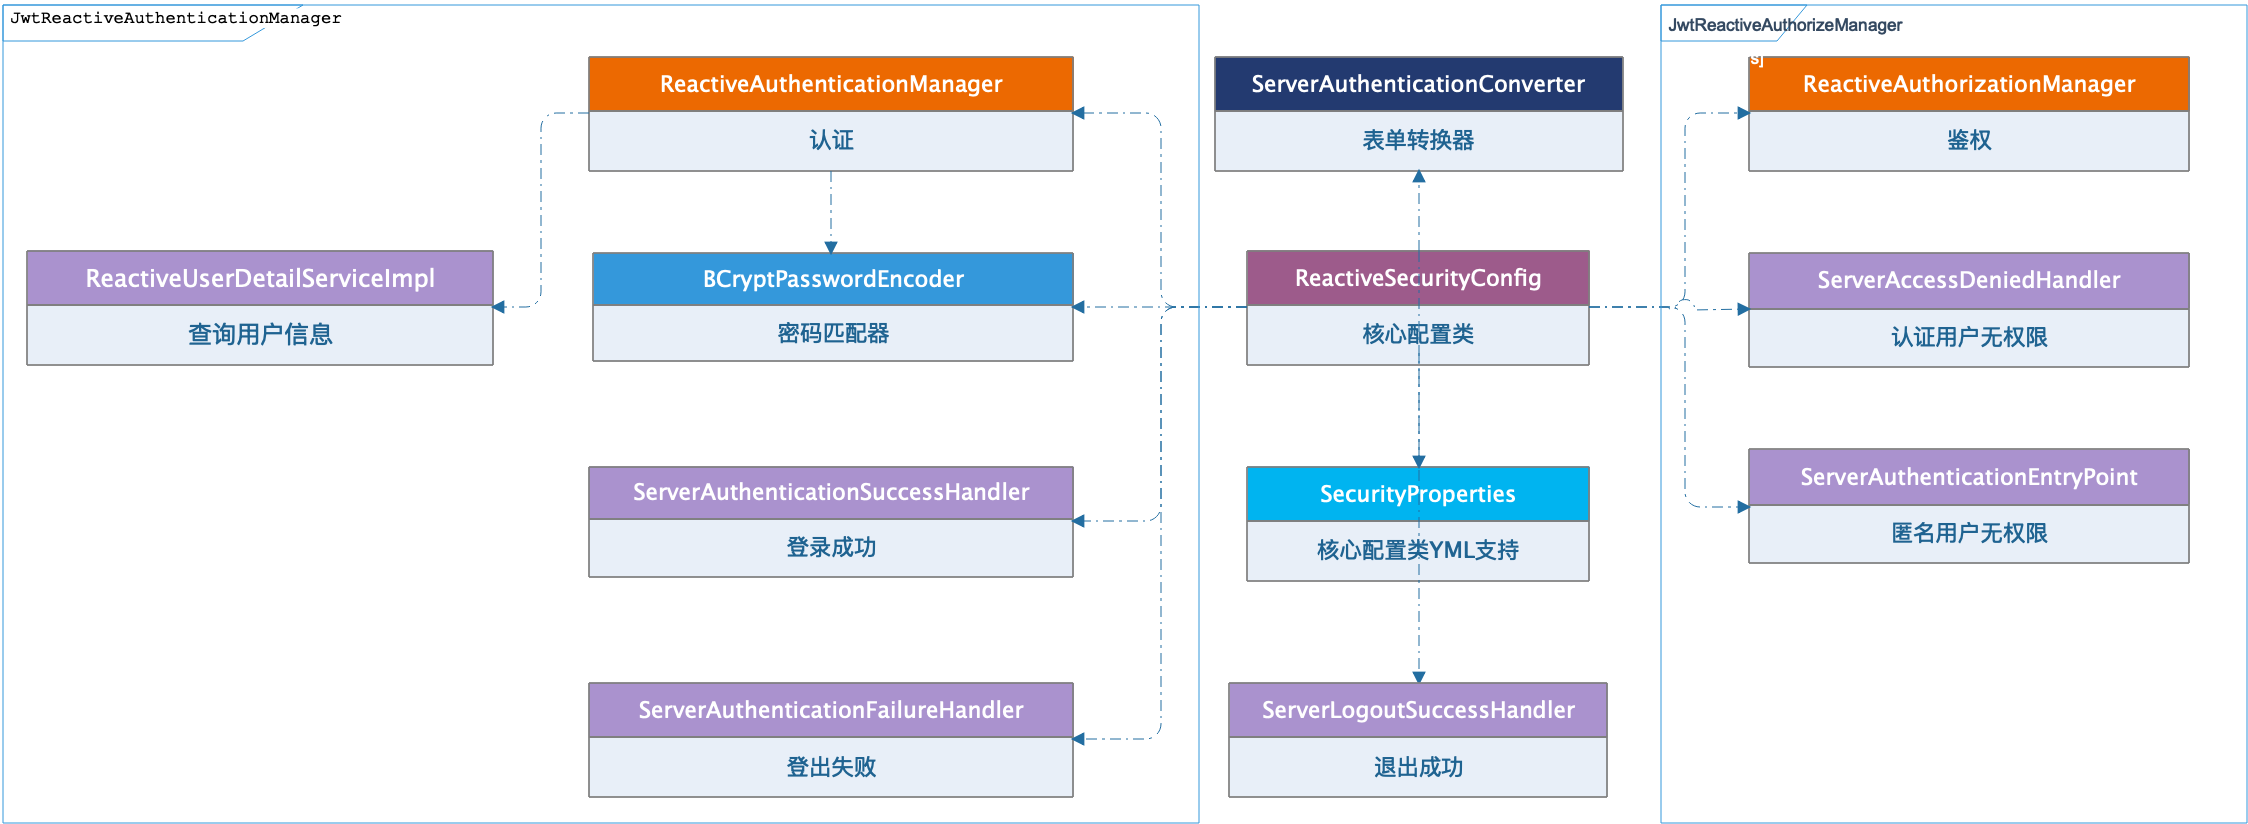 JwtReactiveAuthenticationManager
ReactiveAuthenticationManager
认证
ReactiveUserDetailServiceImpl
查询用户信息
BCryptPasswordEncoder
密码匹配器
ServerAuthenticationSuccessHandler
登录成功
ServerAuthenticationFailureHandler
登出失败
ServerAuthenticationConverter
表单转换器
ReactiveSecurityConfig
核心配置类
SecurityProperties
核心配置类YML支持
ServerLogoutSuccessHandler
退出成功
JwtReactiveAuthorizeManager
sj
ReactiveAuthorizationManager
鉴权
ServerAccessDeniedHandler
认证用户无权限
ServerAuthenticationEntryPoint
匿名用户无权限